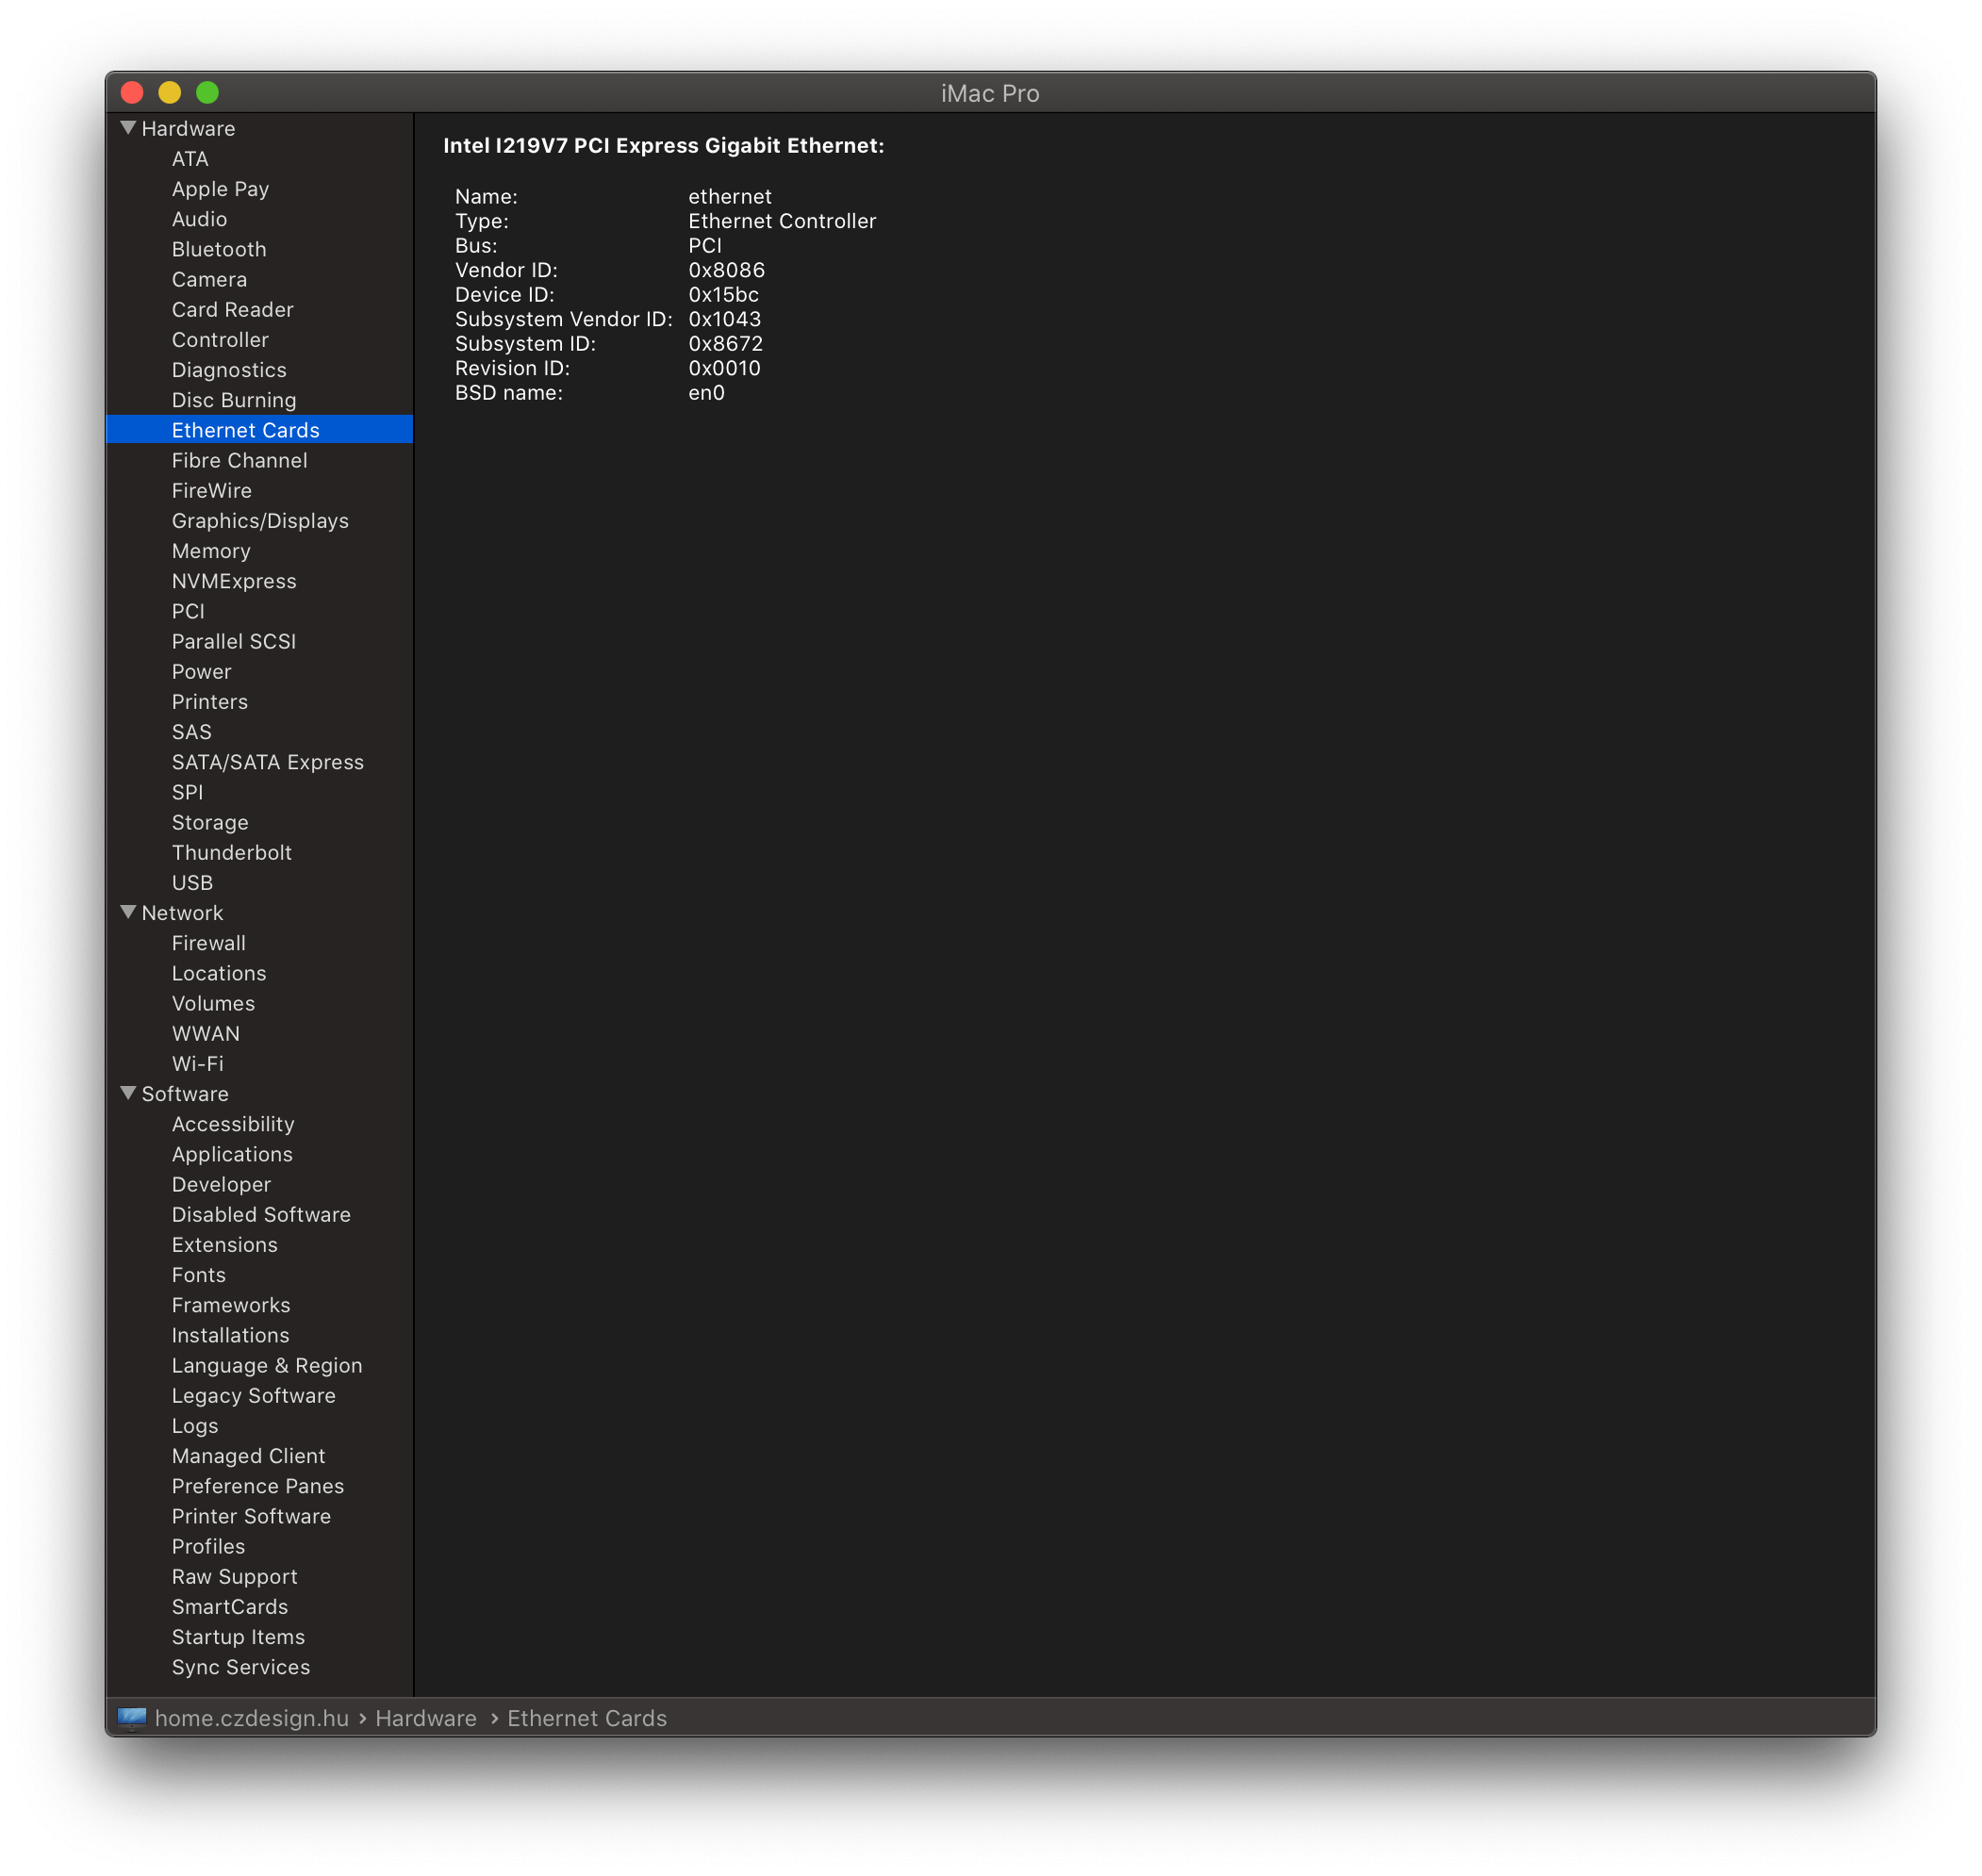 iMac Pro
Hardware
ATA
Apple Pay
Audio
Bluetooth
Camera
Card Reader
Controller
Diagnostics
Disc Burning
Ethernet Cards
Fibre Channel
FireWire
Graphics/Displays
Memory
NVMExpress
PCI
Parallel SCSI
Power
Printers
SAS
SATA/SATA Express
SPI
Storage
Thunderbolt
USB
Network
Firewall
Locations
Volumes
WWAN
Wi-Fi
Software
Accessibility
Applications
Developer
Disabled Software
Extensions
Fonts
Frameworks
Installations
Language & Region
Legacy Software
Logs
Managed Client
Preference Panes
Printer Software
Profiles
Raw Support
SmartCards
Startup Items
Sync Services
Intel I219V7 PCI Express Gigabit Ethernet:
Name: ethernet
Type: Ethernet Controller
Bus: PCI
Vendor ID: 0x8086
Device ID: 0x15bc
Subsystem Vendor ID: 0x1043
Subsystem ID: 0x8672
Revision ID: 0x0010
BSD name: en0
home.czdesign.hu › Hardware › Ethernet Cards